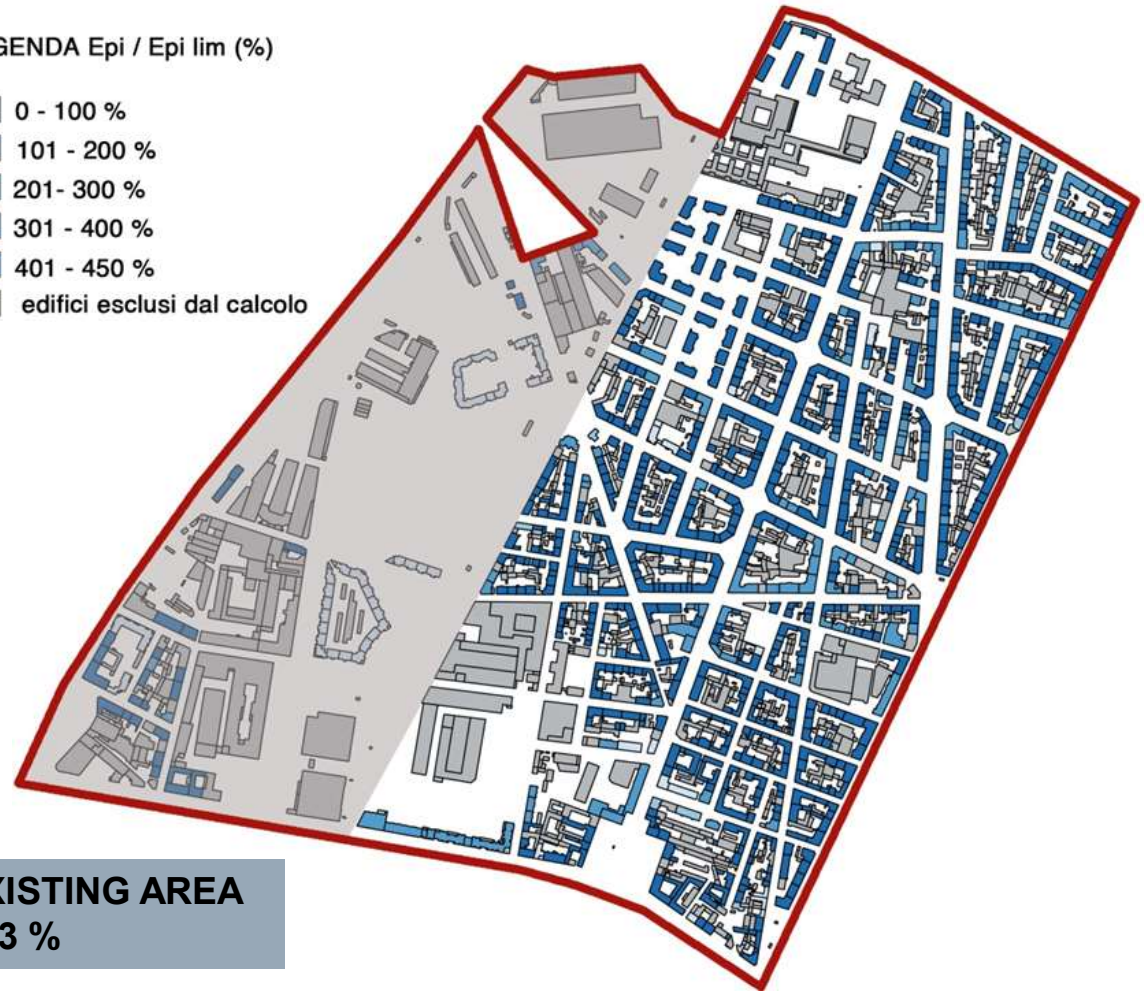 GENDA Epi / Epi lim (%)
0 - 100 %
101 - 200 %
201- 300 %
301 - 400 %
401 - 450 %
edifici esclusi dal calcolo
XISTING AREA
3 %